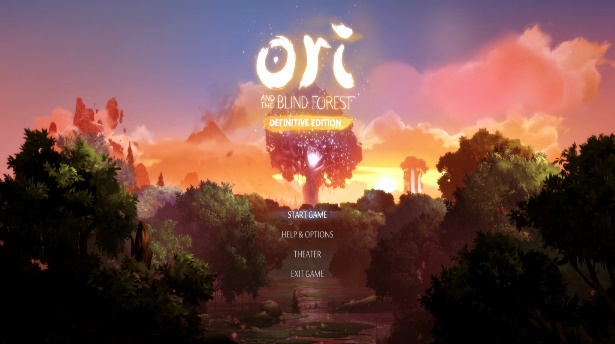 ori
AND THE BLIND FOREST
DEFINITIVE EDITION
START GAME
HELP & OPTIONS
THEATER
EXIT GAME